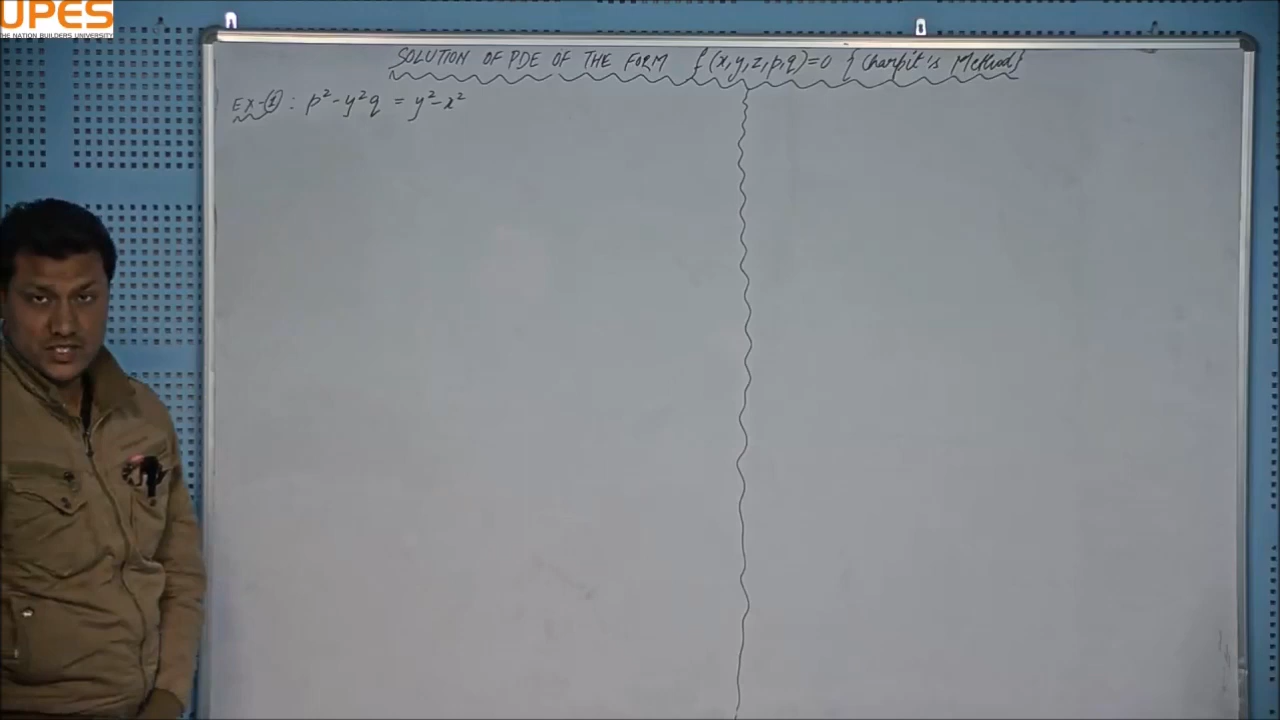 UPES
THE NATION BUILDERS UNIVERSITY
SOLUTION OF PDE OF THE FORM f(x,y,z,p,q)=0 {Charpit's Method}
EX-(1): p²-y²q = y²-x²